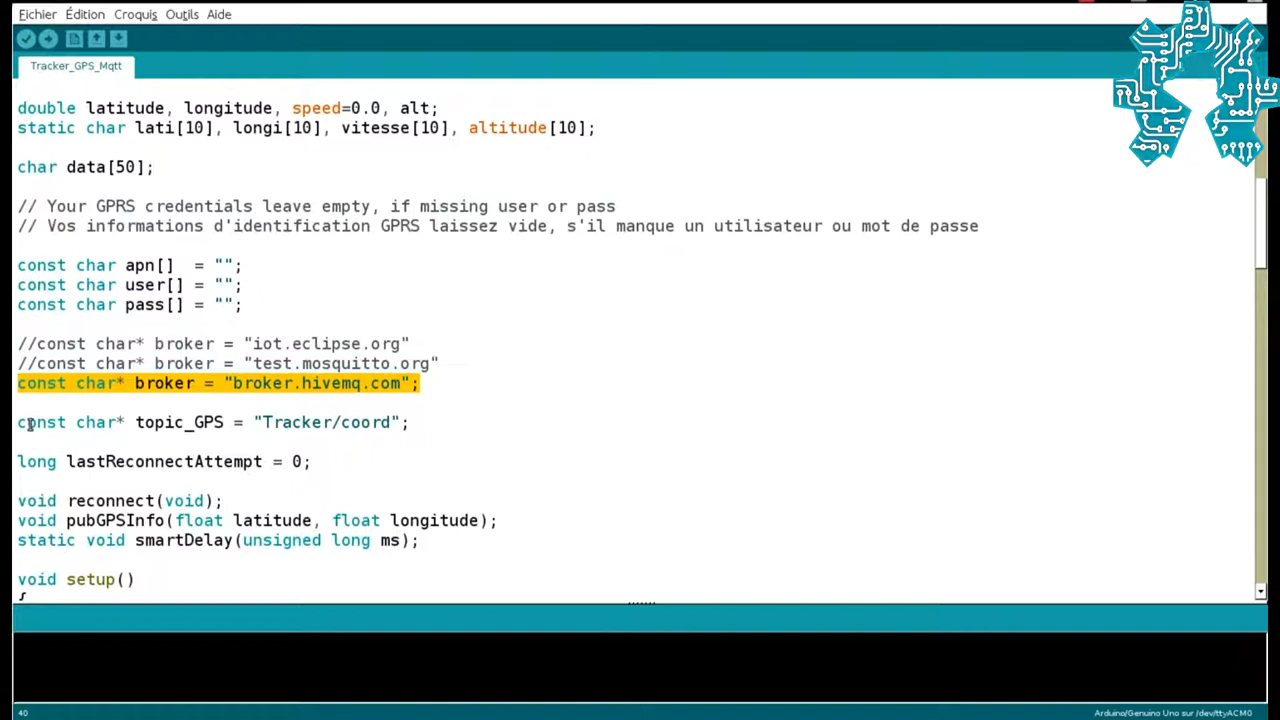 Fichier Édition Croquis Outils Aide
Tracker_GPS_Mqtt
double latitude, longitude, speed=0.0, alt;
static char lati[10], longi[10], vitesse[10], altitude[10];
char data[50];
// Your GPRS credentials leave empty, if missing user or pass
// Vos informations d'identification GPRS laissez vide, s'il manque un utilisateur ou mot de passe
const char apn[]  = "";
const char user[] = "";
const char pass[] = "";
//const char* broker = "iot.eclipse.org"
//const char* broker = "test.mosquitto.org"
const char* broker = "broker.hivemq.com";
const char* topic_GPS = "Tracker/coord";
long lastReconnectAttempt = 0;
void reconnect(void);
void pubGPSInfo(float latitude, float longitude);
static void smartDelay(unsigned long ms);
void setup()
{
40
Arduino/Genuino Uno sur /dev/ttyACM0